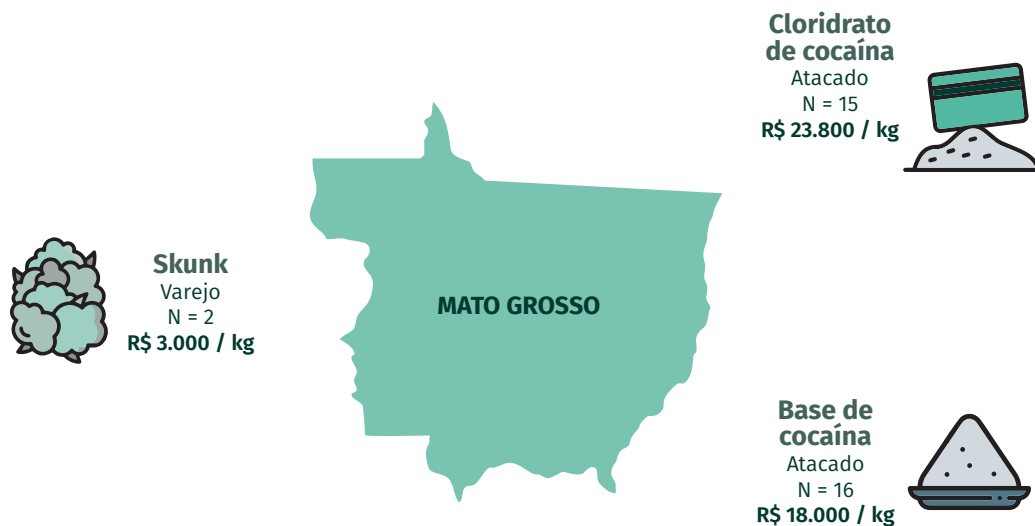 Cloridrato
de cocaína
Atacado
N = 15
R$ 23.800 / kg
Skunk
Varejo
N = 2
R$ 3.000 / kg
MATO GROSSO
Base de
cocaína
Atacado
N = 16
R$ 18.000 / kg